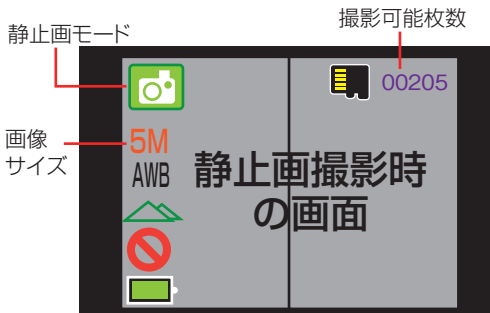 撮影可能枚数
静止画モード
00205
画像
サイズ
5M
AWB
静止画撮影時
の画面